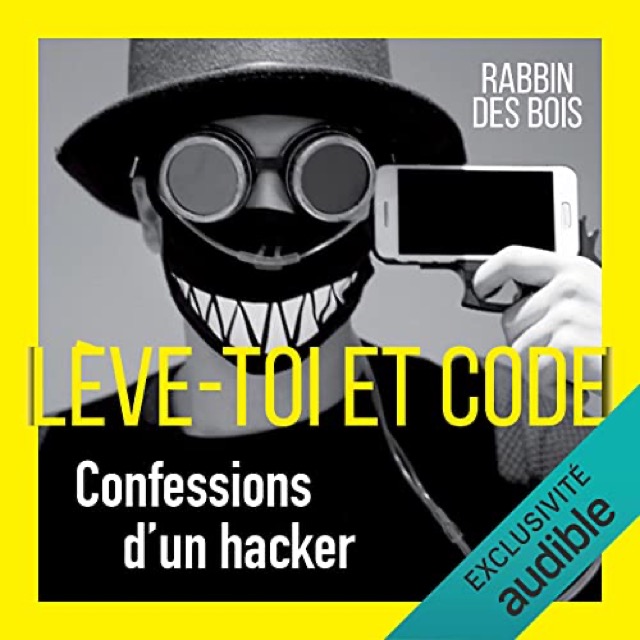 RABBIN
DES BOIS
LÈVE-TOI ET CODE
Confessions
d'un hacker
EXCLUSIVITÉ
audible